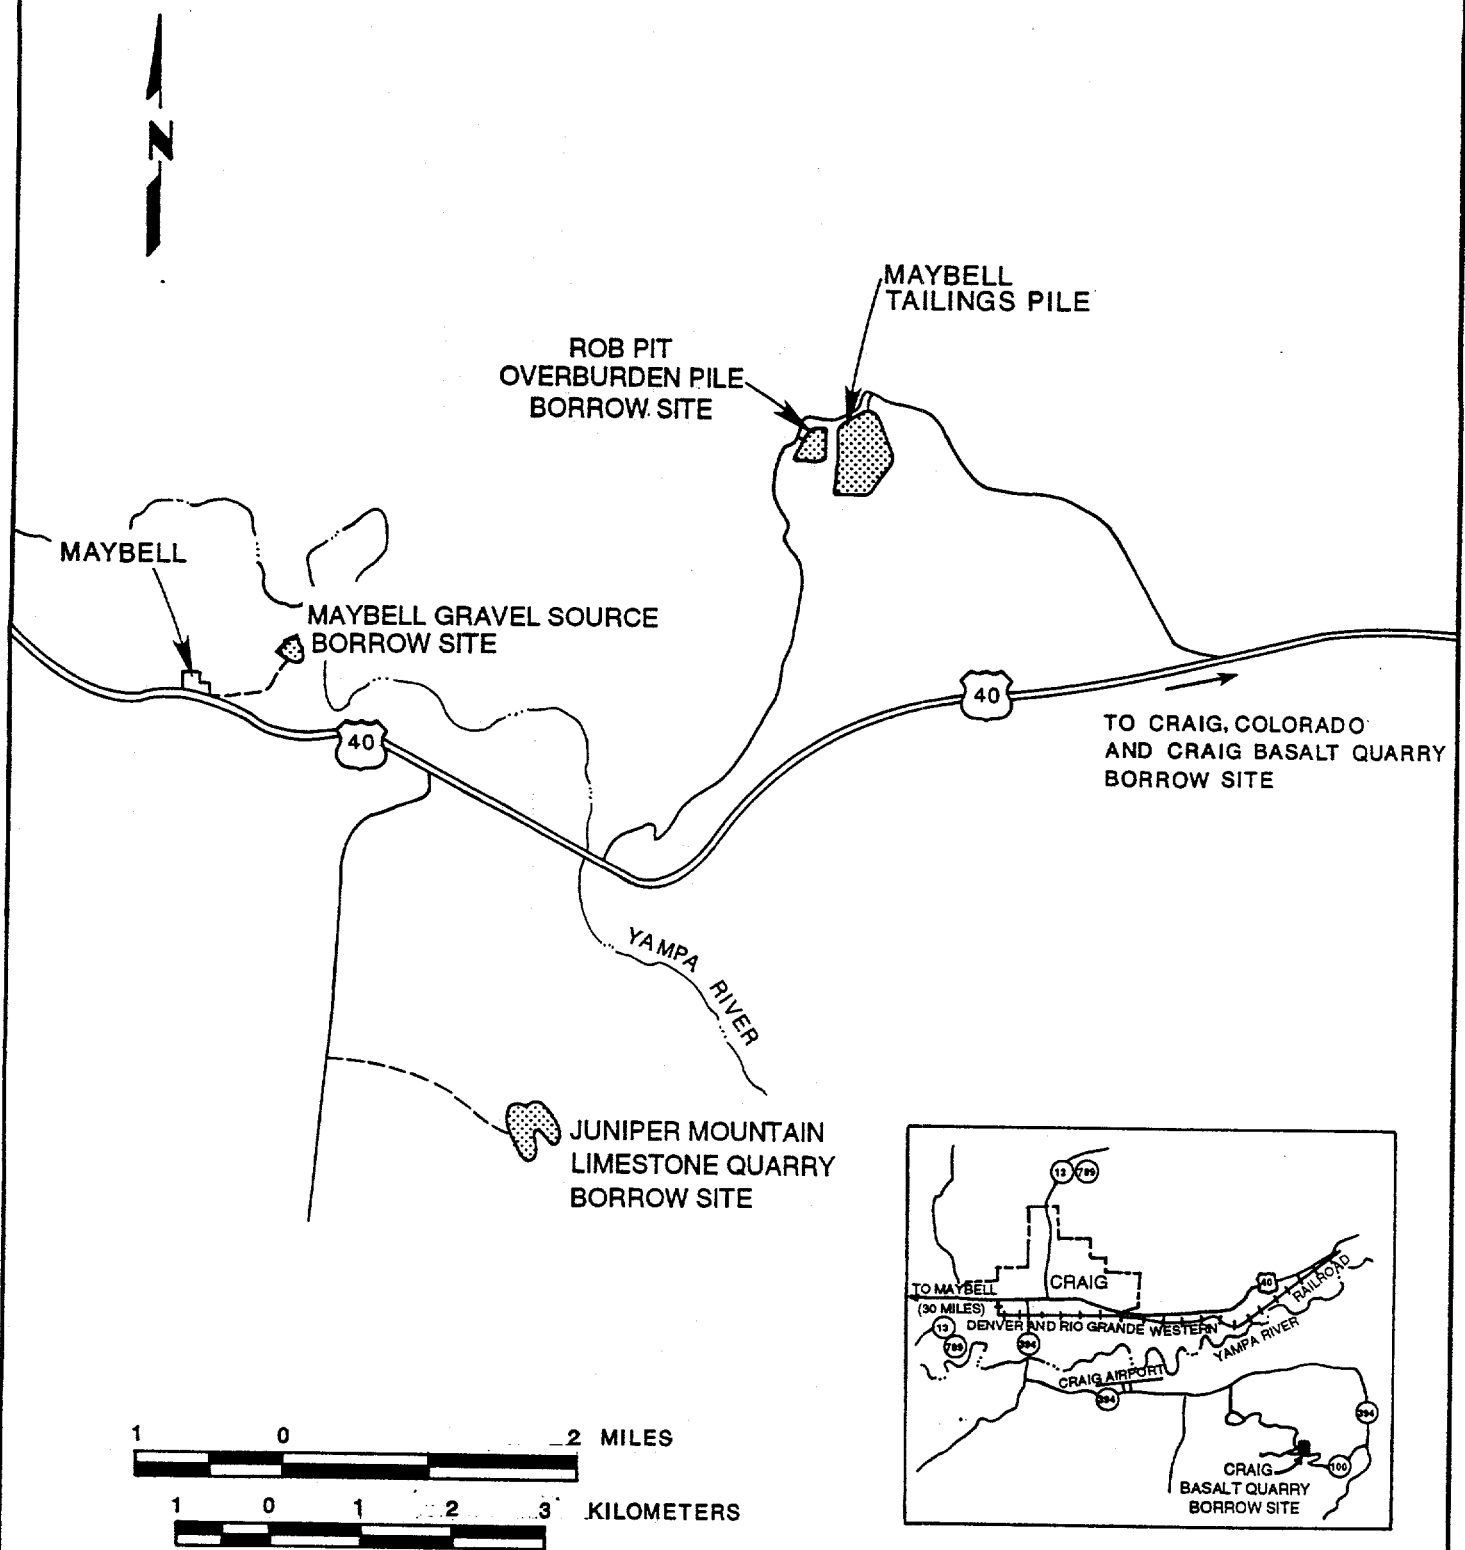 N
MAYBELL
TAILINGS PILE
ROB PIT
OVERBURDEN PILE
BORROW SITE
MAYBELL
MAYBELL GRAVEL SOURCE
BORROW SITE
40
40
TO CRAIG, COLORADO
AND CRAIG BASALT QUARRY
BORROW SITE
YAMPA RIVER
JUNIPER MOUNTAIN
LIMESTONE QUARRY
BORROW SITE
13 789
CRAIG
TO MAYBELL
(30 MILES)
40
RAILROAD
DENVER AND RIO GRANDE WESTERN
13
789
394
YAMPA RIVER
CRAIG AIRPORT
394
394
100
CRAIG
BASALT QUARRY
BORROW SITE
1 0 2 MILES
1 0 1 2 3 KILOMETERS